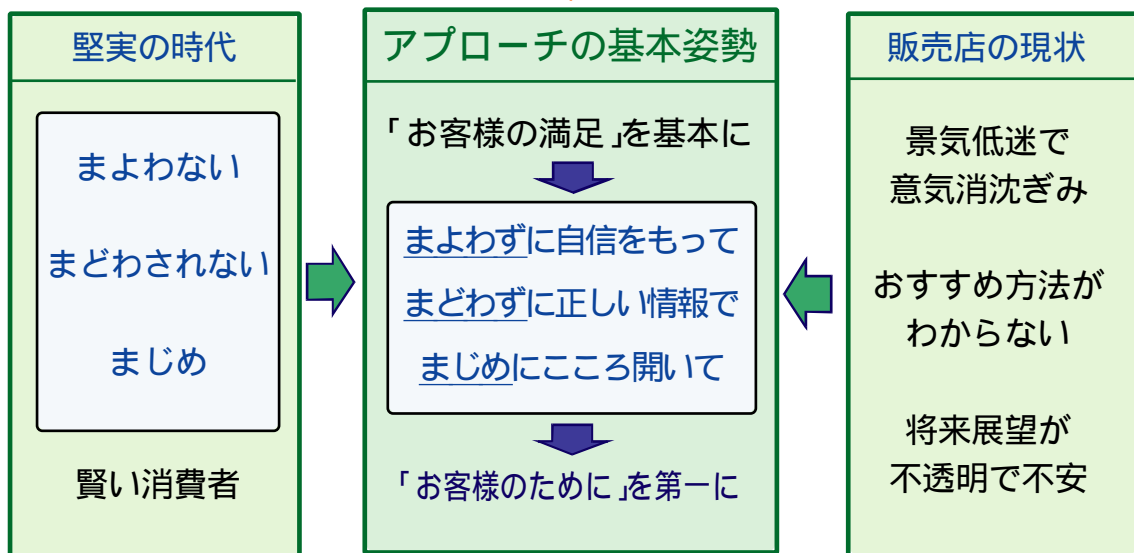 堅実の時代
まよわない
まどわされない
まじめ
賢い消費者
アプローチの基本姿勢
「お客様の満足」を基本に
まよわずに自信をもって
まどわずに正しい情報で
まじめにこころ開いて
「お客様のために」を第一に
販売店の現状
景気低迷で
意気消沈ぎみ
おすすめ方法が
わからない
将来展望が
不透明で不安